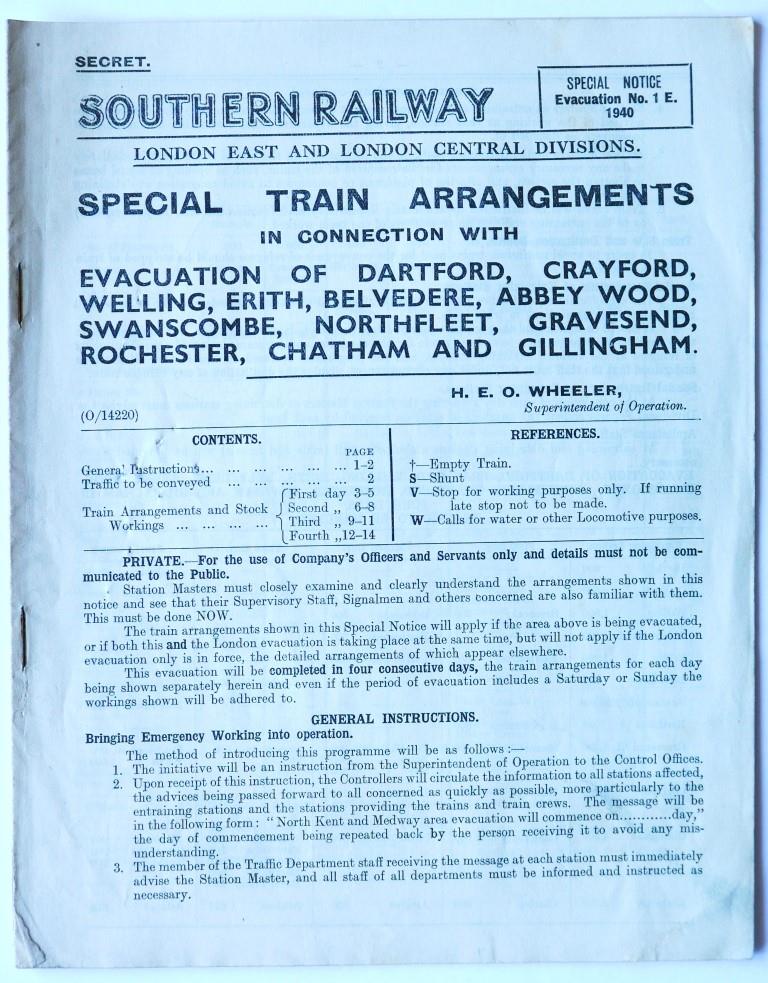 SECRET.
SOUTHERN RAILWAY
SPECIAL NOTICE
Evacuation No. 1 E.
1940
LONDON EAST AND LONDON CENTRAL DIVISIONS.
SPECIAL TRAIN ARRANGEMENTS
IN CONNECTION WITH
EVACUATION OF DARTFORD, CRAYFORD,
WELLING, ERITH, BELVEDERE, ABBEY WOOD,
SWANSCOMBE, NORTHFLEET, GRAVESEND,
ROCHESTER, CHATHAM AND GILLINGHAM.
H. E. O. WHEELER,
Superintendent of Operation.
(O/14220)
CONTENTS.
PAGE
General Instructions... ... ... ... ... ... ... 1-2
Traffic to be conveyed ... ... ... ... ... 2
Train Arrangements and Stock Workings ... ... ... ...
First day 3-5
Second „ 6-8
Third „ 9-11
Fourth „ 12-14
REFERENCES.
†—Empty Train.
S—Shunt
V—Stop for working purposes only. If running
late stop not to be made.
W—Calls for water or other Locomotive purposes.
PRIVATE.—For the use of Company's Officers and Servants only and details must not be com-
municated to the Public.
Station Masters must closely examine and clearly understand the arrangements shown in this
notice and see that their Supervisory Staff, Signalmen and others concerned are also familiar with them.
This must be done NOW.
The train arrangements shown in this Special Notice will apply if the area above is being evacuated,
or if both this and the London evacuation is taking place at the same time, but will not apply if the London
evacuation only is in force, the detailed arrangements of which appear elsewhere.
This evacuation will be completed in four consecutive days, the train arrangements for each day
being shown separately herein and even if the period of evacuation includes a Saturday or Sunday the
workings shown will be adhered to.
GENERAL INSTRUCTIONS.
Bringing Emergency Working into operation.
The method of introducing this programme will be as follows :—
1. The initiative will be an instruction from the Superintendent of Operation to the Control Offices.
2. Upon receipt of this instruction, the Controllers will circulate the information to all stations affected,
the advices being passed forward to all concerned as quickly as possible, more particularly to the
entraining stations and the stations providing the trains and train crews. The message will be
in the following form : " North Kent and Medway area evacuation will commence on............day,"
the day of commencement being repeated back by the person receiving it to avoid any mis-
understanding.
3. The member of the Traffic Department staff receiving the message at each station must immediately
advise the Station Master, and all staff of all departments must be informed and instructed as
necessary.